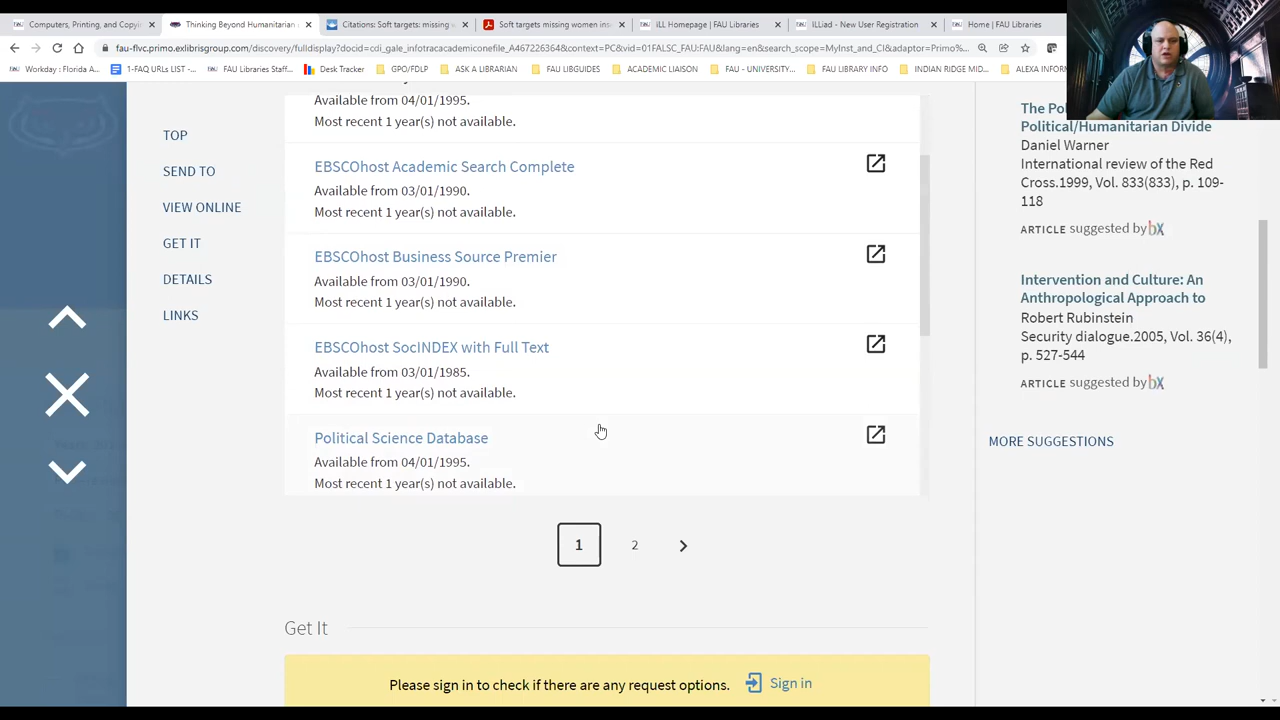 Computers, Printing, and Copyin
Thinking Beyond Humanitarian
Citations: Soft targets: missing w
Soft targets missing women ins
iLL Homepage | FAU Libraries
ILLiad - New User Registration
Home | FAU Libraries
fau-flvc.primo.exlibrisgroup.com/discovery/fulldisplay?docid=cdi_gale_infotracacademiconefile_A467226364&context=PC&vid=01FALSC_FAU:FAU&lang=en&search_scope=MyInst_and_CI&adaptor=Primo%...
Workday : Florida A...
1-FAQ URLs LIST -...
FAU Libraries Staff...
Desk Tracker
GPO/FDLP
ASK A LIBRARIAN
FAU LIBGUIDES
ACADEMIC LIAISON
FAU - UNIVERSITY...
FAU LIBRARY INFO
INDIAN RIDGE MID...
ALEXA INFORM
TOP
SEND TO
VIEW ONLINE
GET IT
DETAILS
LINKS
Available from 04/01/1995.
Most recent 1 year(s) not available.
EBSCOhost Academic Search Complete
Available from 03/01/1990.
Most recent 1 year(s) not available.
EBSCOhost Business Source Premier
Available from 03/01/1990.
Most recent 1 year(s) not available.
EBSCOhost SocINDEX with Full Text
Available from 03/01/1985.
Most recent 1 year(s) not available.
Political Science Database
Available from 04/01/1995.
Most recent 1 year(s) not available.
1
2
Get It
Please sign in to check if there are any request options.
Sign in
The Pol
Political/Humanitarian Divide
Daniel Warner
International review of the Red
Cross.1999, Vol. 833(833), p. 109-
118
ARTICLE suggested by bX
Intervention and Culture: An
Anthropological Approach to
Robert Rubinstein
Security dialogue.2005, Vol. 36(4),
p. 527-544
ARTICLE suggested by bX
MORE SUGGESTIONS